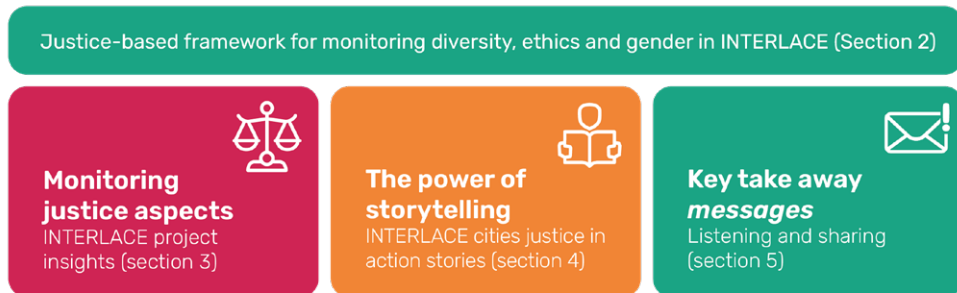 Justice-based framework for monitoring diversity, ethics and gender in INTERLACE (Section 2)
Monitoring
justice aspects
INTERLACE project
insights (section 3)
The power of
storytelling
INTERLACE cities justice in
action stories (section 4)
Key take away
messages
Listening and sharing
(section 5)